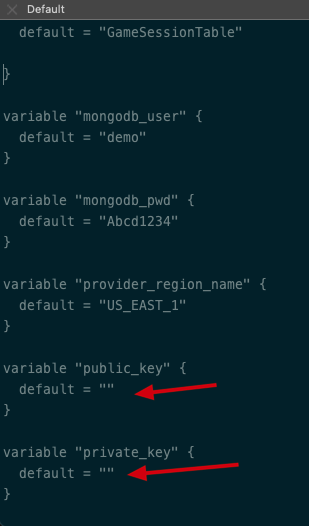 Default
default = "GameSessionTable"
}
variable "mongodb_user" {
default = "demo"
}
variable "mongodb_pwd" {
default = "Abcd1234"
}
variable "provider_region_name" {
default = "US_EAST_1"
}
variable "public_key" {
default = ""
}
variable "private_key" {
default = ""
}